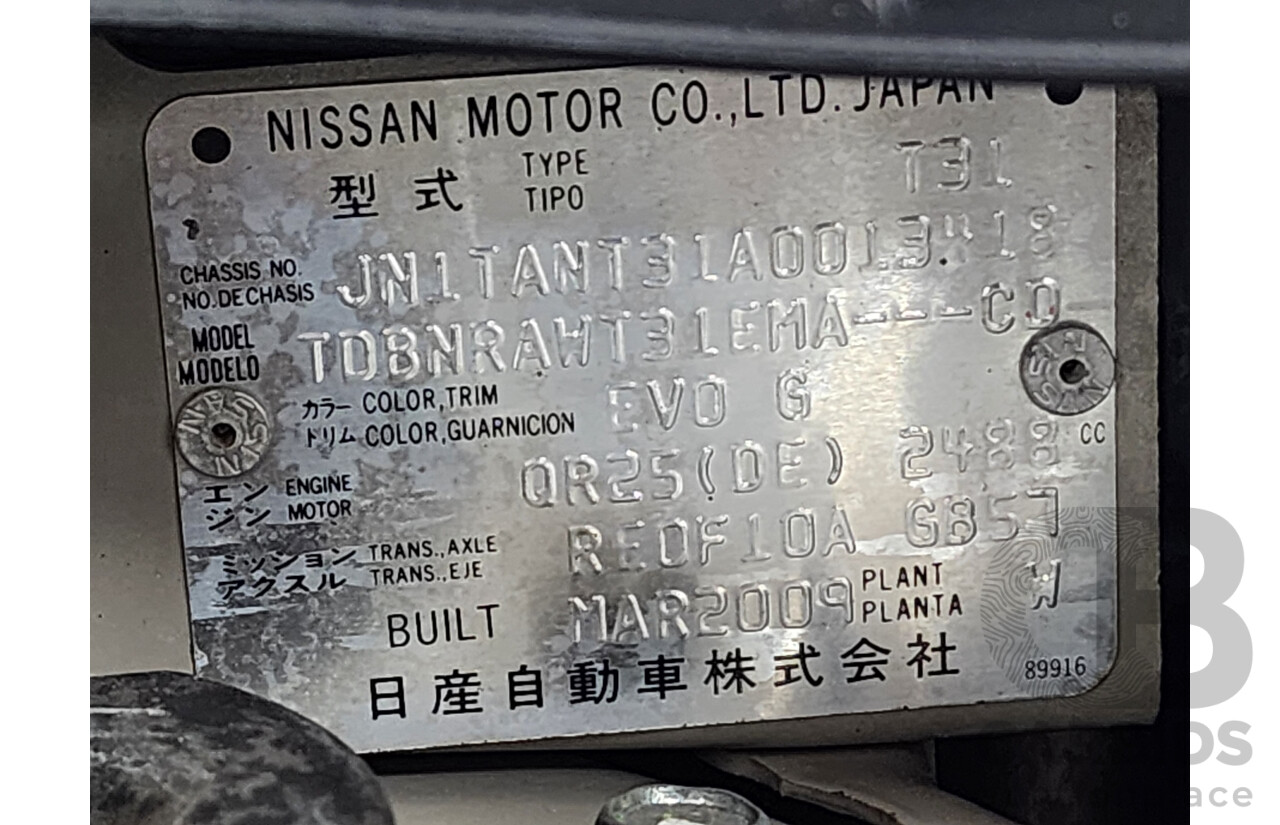 NISSAN MOTOR CO.,LTD. JAPAN
型式 TYPE TIPO T31
CHASSIS NO.
NO.DE CHASIS
MODEL MODELO TDBNRAWT31EMA---CD
カラー COLOR,TRIM
トリム COLOR,GUARNICION
EV0 G
エンジン ENGINE MOTOR QR25(DE) 2488 CC
ミッション TRANS.,AXLE
アクスル TRANS.,EJE
RE0F10A GB57
BUILT MAR2009 PLANT PLANTA W
日産自動車株式会社 89916